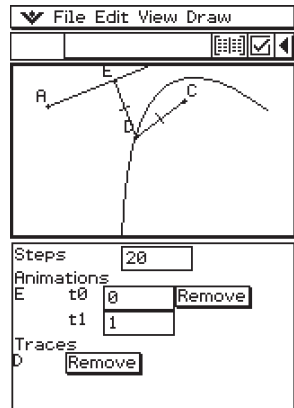 File Edit View Draw
E
A
C
D
Steps 20
Animations
E t0 0 Remove
t1 1
Traces
D Remove